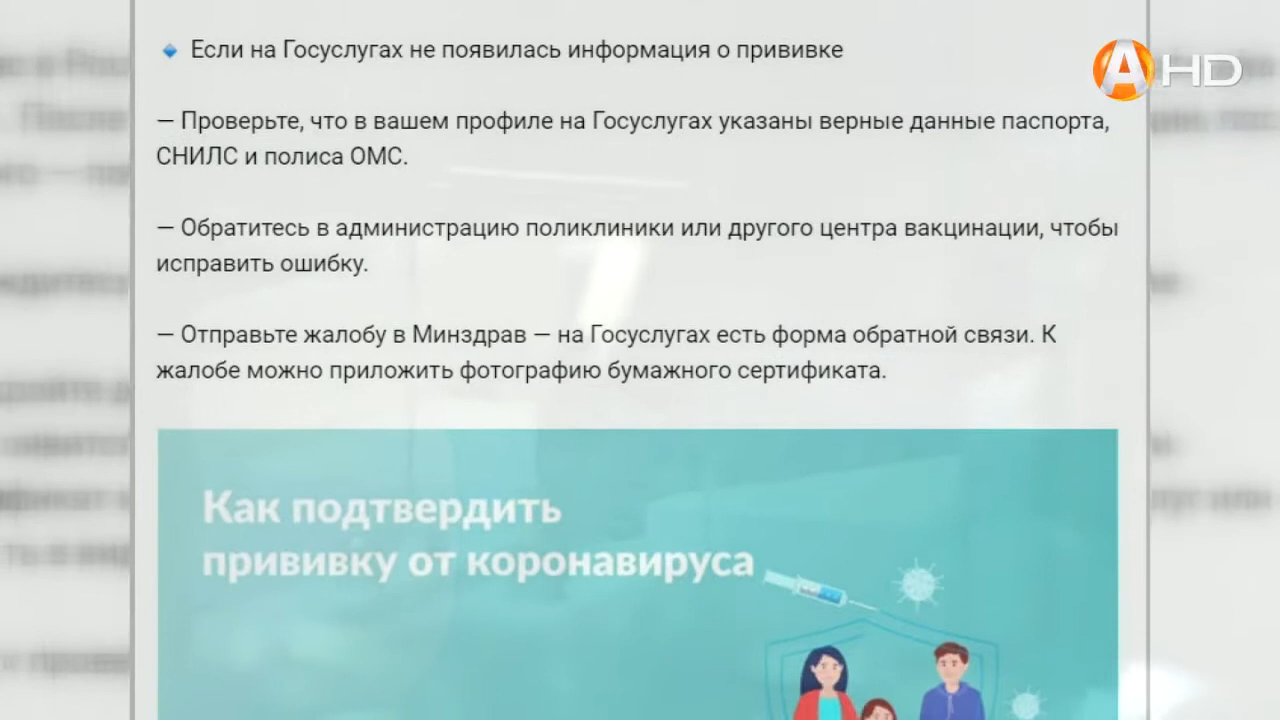 Если на Госуслугах не появилась информация о прививке
AHD
— Проверьте, что в вашем профиле на Госуслугах указаны верные данные паспорта,
СНИЛС и полиса ОМС.
— Обратитесь в администрацию поликлиники или другого центра вакцинации, чтобы
исправить ошибку.
— Отправьте жалобу в Минздрав — на Госуслугах есть форма обратной связи. К
жалобе можно приложить фотографию бумажного сертификата.
Как подтвердить
прививку от коронавируса